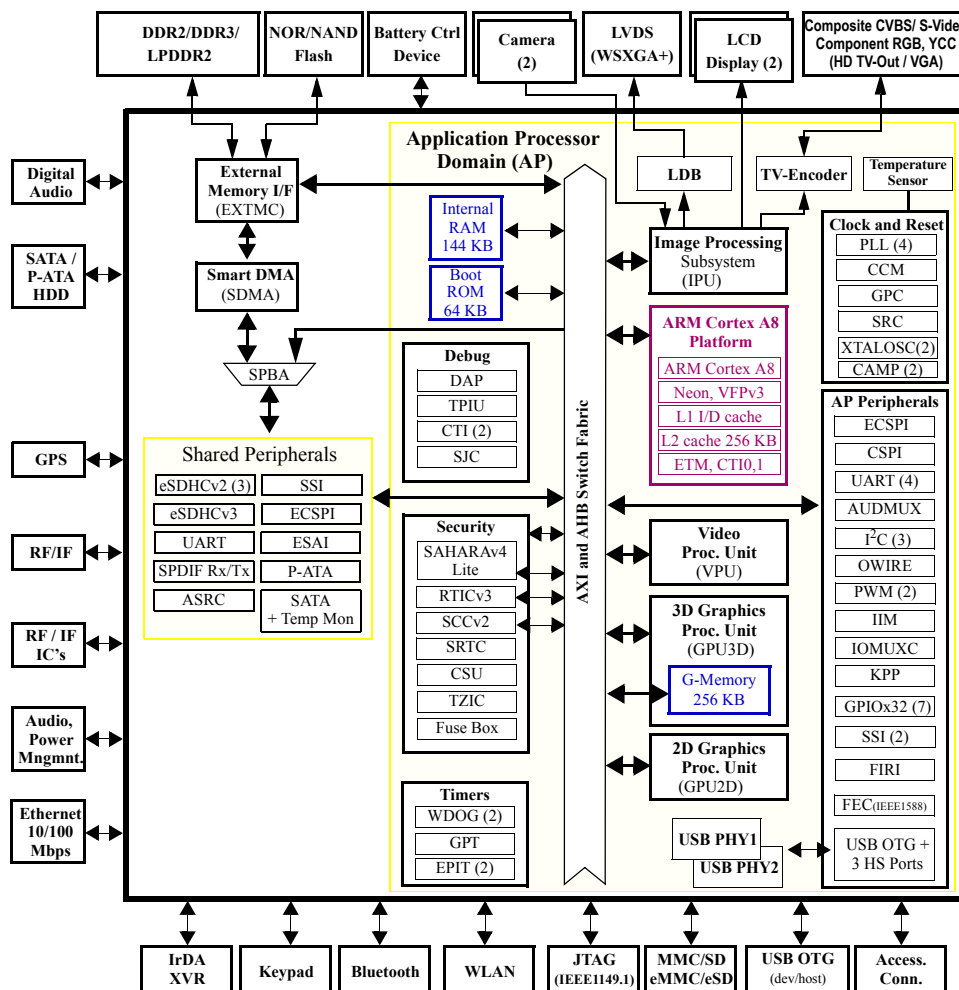 DDR2/DDR3/
LPDDR2
NOR/NAND
Flash
Battery Ctrl
Device
Camera
(2)
LVDS
(WSXGA+)
LCD
Display (2)
Composite CVBS/ S-Video
Component RGB, YCC
(HD TV-Out / VGA)
Digital
Audio
SATA /
P-ATA
HDD
GPS
RF/IF
RF / IF
IC's
Audio,
Power
Mngmnt.
Ethernet
10/100
Mbps
Application Processor
Domain (AP)
External
Memory I/F
(EXTMC)
Smart DMA
(SDMA)
SPBA
Shared Peripherals
eSDHCv2 (3)
eSDHCv3
UART
SPDIF Rx/Tx
ASRC
SSI
ECSPI
ESAI
P-ATA
SATA
+ Temp Mon
Internal
RAM
144 KB
Boot
ROM
64 KB
Debug
DAP
TPIU
CTI (2)
SJC
Security
SAHARAv4
Lite
RTICv3
SCCv2
SRTC
CSU
TZIC
Fuse Box
Timers
WDOG (2)
GPT
EPIT (2)
AXI and AHB Switch Fabric
LDB
TV-Encoder
Image Processing
Subsystem
(IPU)
ARM Cortex A8
Platform
ARM Cortex A8
Neon, VFPv3
L1 I/D cache
L2 cache 256 KB
ETM, CTI0,1
Video
Proc. Unit
(VPU)
3D Graphics
Proc. Unit
(GPU3D)
G-Memory
256 KB
2D Graphics
Proc. Unit
(GPU2D)
USB PHY1
USB PHY2
Temperature
Sensor
Clock and Reset
PLL (4)
CCM
GPC
SRC
XTALOSC(2)
CAMP (2)
AP Peripherals
ECSPI
CSPI
UART (4)
AUDMUX
I²C (3)
OWIRE
PWM (2)
IIM
IOMUXC
KPP
GPIOx32 (7)
SSI (2)
FIRI
FEC(IEEE1588)
USB OTG +
3 HS Ports
IrDA
XVR
Keypad
Bluetooth
WLAN
JTAG
(IEEE1149.1)
MMC/SD
eMMC/eSD
USB OTG
(dev/host)
Access.
Conn.